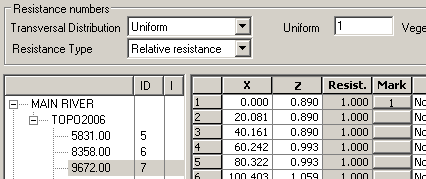 Resistance numbers
Transversal Distribution Uniform Uniform 1 Vege
Resistance Type Relative resistance
ID I X Z Resist. Mark
MAIN RIVER 1 0.000 0.890 1.000 1 No
TOPO2006 2 20.081 0.890 1.000 No
5831.00 5 3 40.161 0.890 1.000 No
8358.00 6 4 60.242 0.993 1.000 No
9672.00 7 5 80.322 0.993 1.000 No
6 100.403 1.059 1.000 No